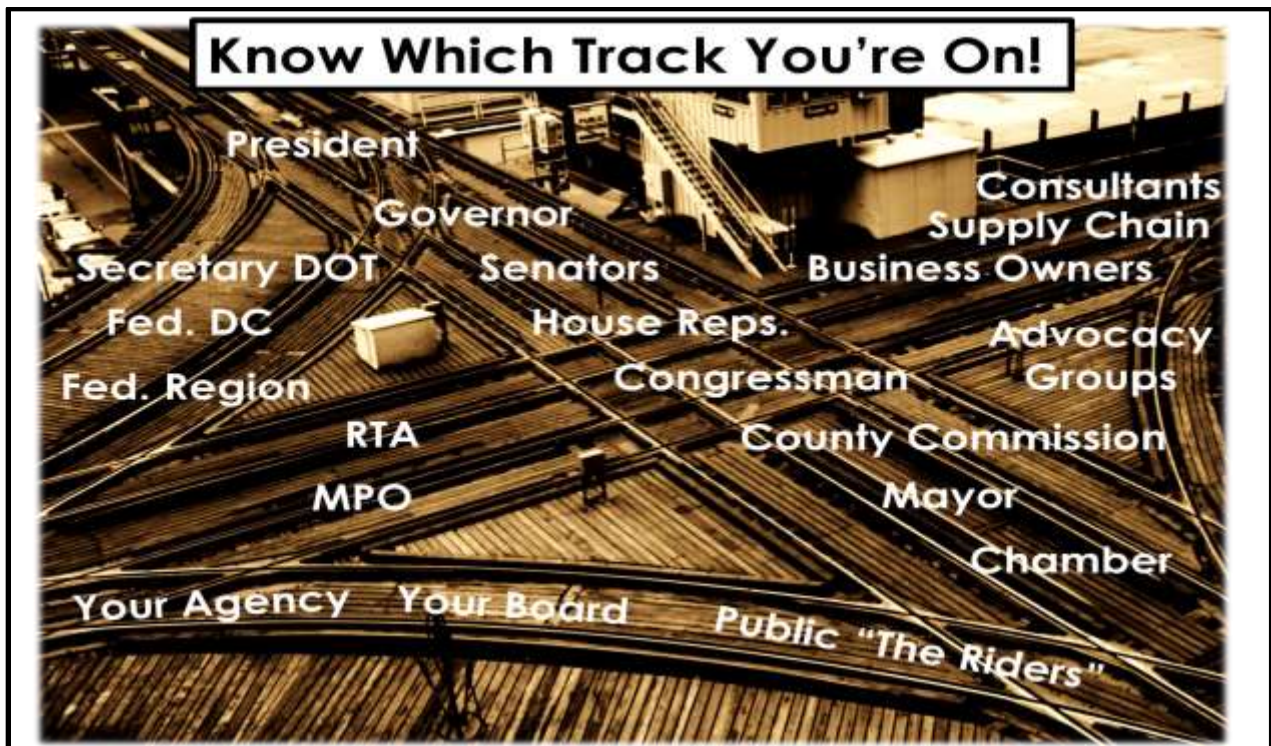 Know Which Track You're On!
President
Governor
Consultants
Supply Chain
Secretary DOT
Senators
Business Owners
Fed. DC
House Reps.
Advocacy
Groups
Fed. Region
Congressman
RTA
County Commission
MPO
Mayor
Chamber
Your Agency
Your Board
Public "The Riders"